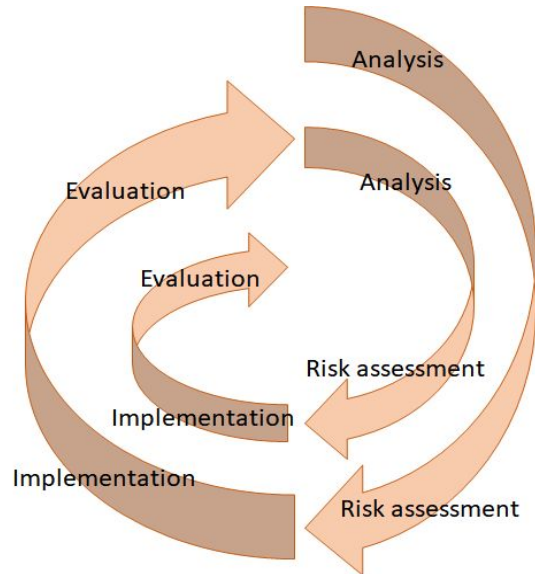 Analysis
Evaluation
Analysis
Evaluation
Risk assessment
Implementation
Implementation
Risk assessment